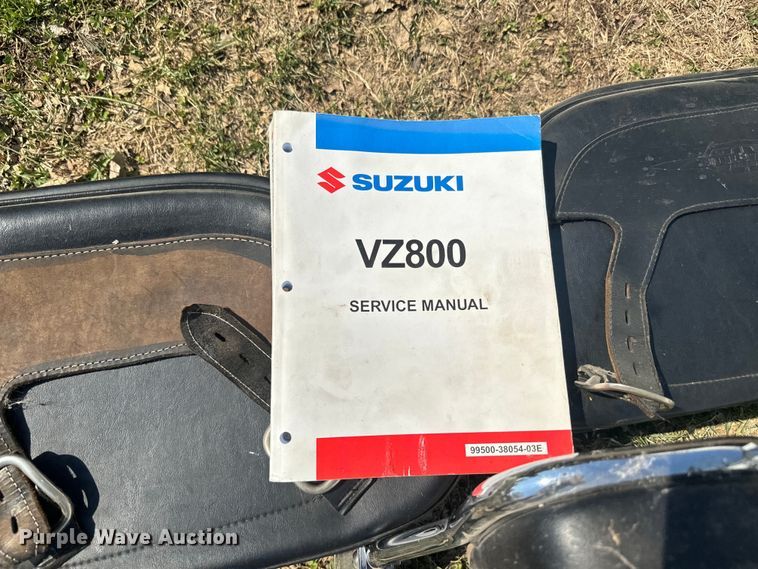 SUZUKI
VZ800
SERVICE MANUAL
99500-38054-03E
Purple Wave Auction